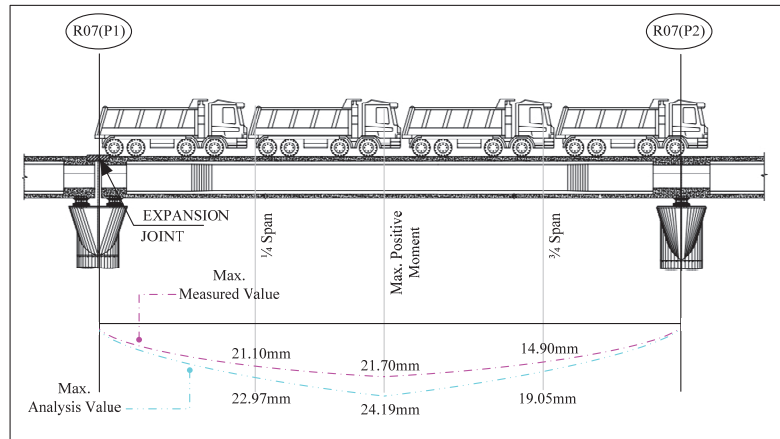 R07(P1)
R07(P2)
EXPANSION
JOINT
¼ Span
Max. Positive
Moment
¾ Span
Max.
Measured Value
21.10mm
21.70mm
14.90mm
Max.
Analysis Value
22.97mm
24.19mm
19.05mm